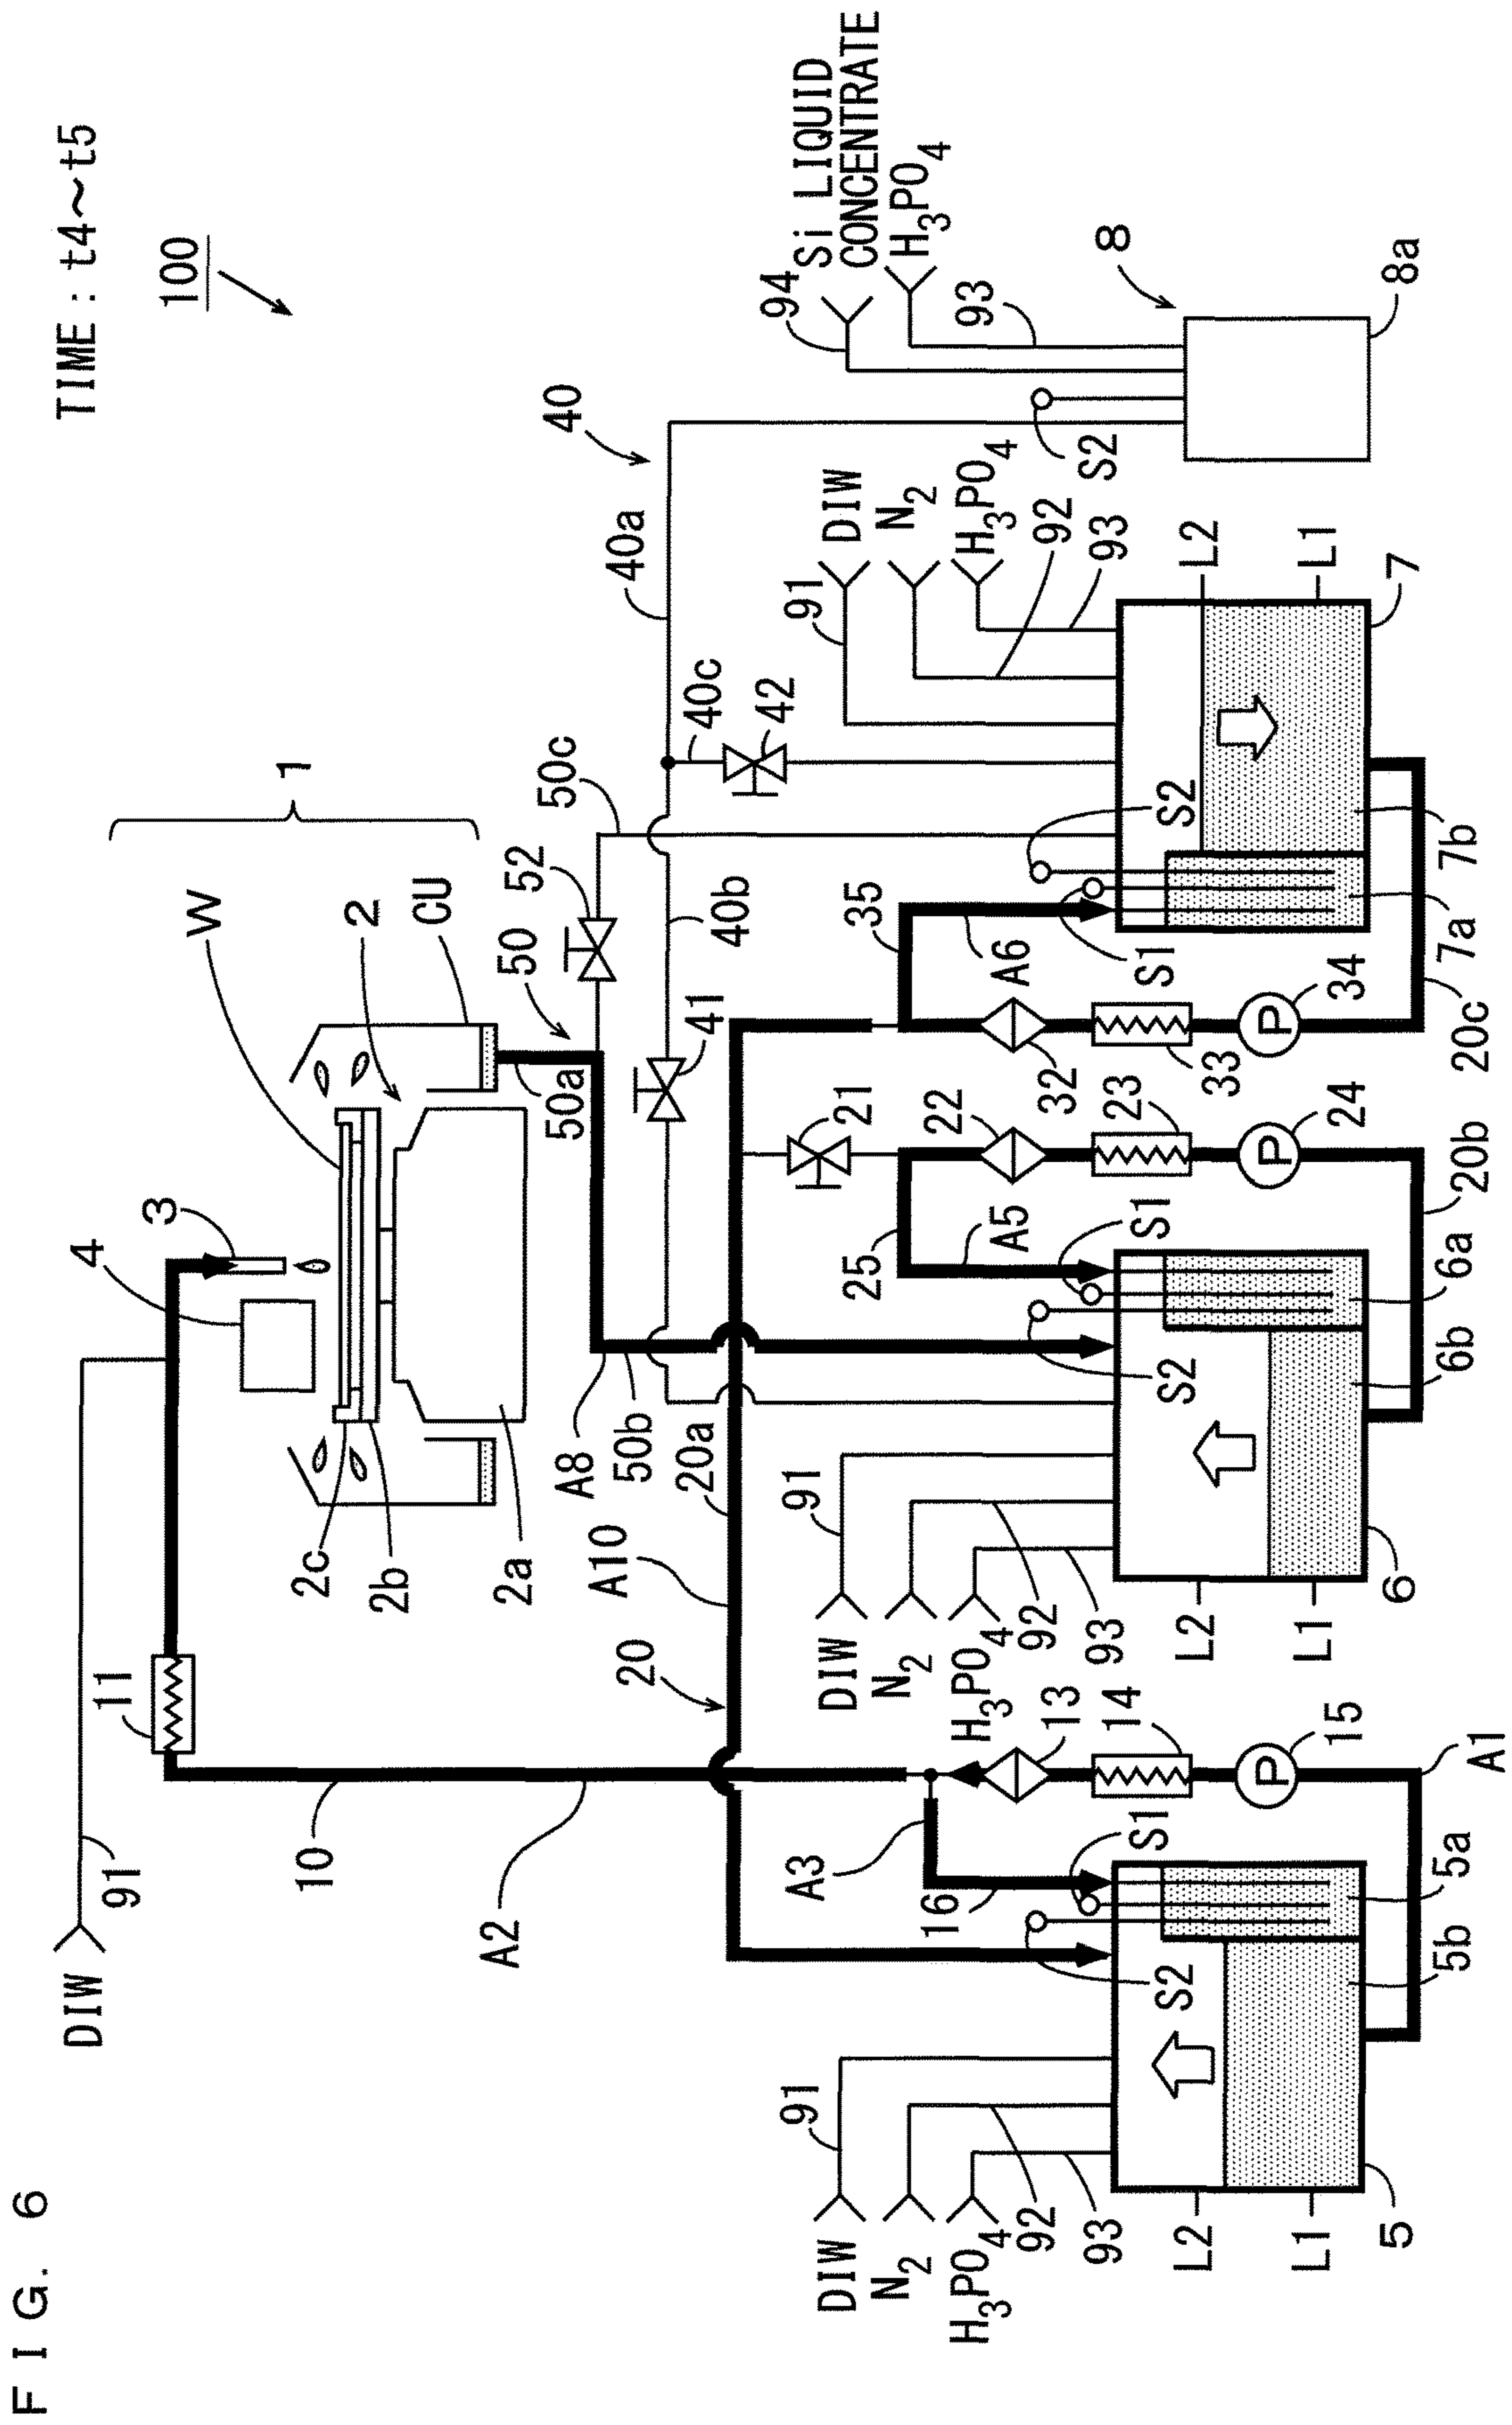 FIG. 6
TIME : t4~t5
100
DIW
91
11
4
3
W
1
10
2c
2b
2
CU
A2
2a
A8
50a
50
52
50c
40
A10
20
20a
50b
41
40b
40a
40c
42
94
Si LIQUID
CONCENTRATE
H3PO4
93
8
8a
S2
91
DIW
N2
H3PO4
92
93
A3
16
S1
S2
13
14
15
A1
L2
L1
5
5b
5a
91
DIW
N2
H3PO4
92
93
25
A5
21
22
23
24
S1
S2
L2
L1
6
6b
6a
20b
35
A6
32
33
34
S1
S2
91
DIW
N2
H3PO4
92
93
L2
L1
7
7a
7b
20c